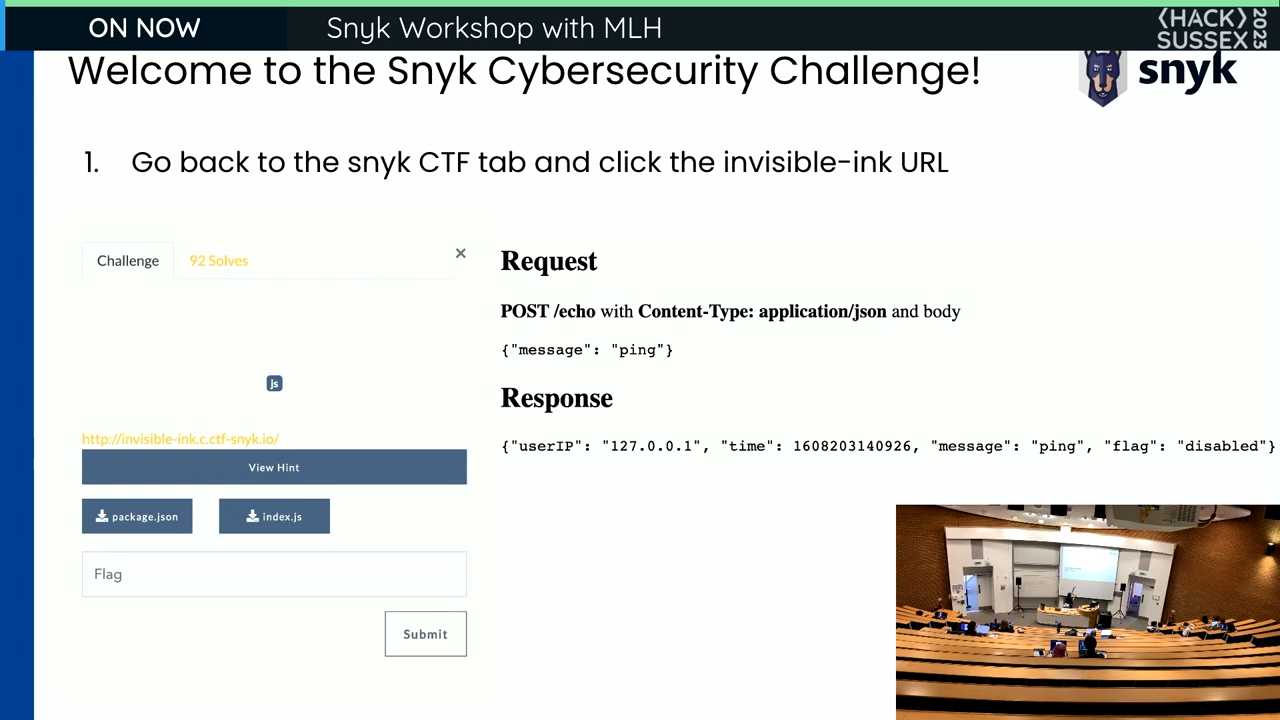 ON NOW
Snyk Workshop with MLH
⟨HACK⟩
SUSSEX
2023
Welcome to the Snyk Cybersecurity Challenge!
snyk
1. Go back to the snyk CTF tab and click the invisible-ink URL
Challenge
92 Solves
×
js
http://invisible-ink.c.ctf-snyk.io/
View Hint
package.json
index.js
Flag
Submit
Request
POST /echo with Content-Type: application/json and body
{"message": "ping"}
Response
{"userIP": "127.0.0.1", "time": 1608203140926, "message": "ping", "flag": "disabled"}